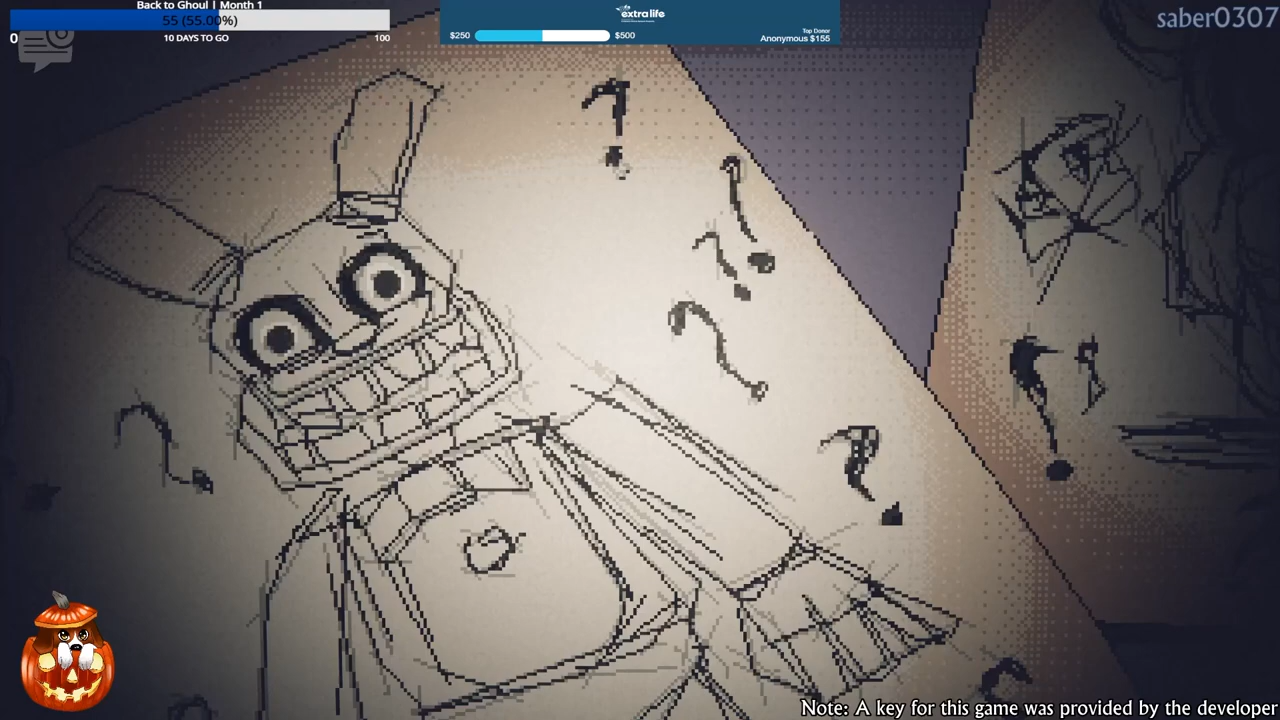 Back to Ghoul | Month 1
55 (55.00%)
0
10 DAYS TO GO
100
extra life
$250
$500
Top Donor
Anonymous $155
saber0307
?
?
?
?
?
?
?
?
Note: A key for this game was provided by the developer